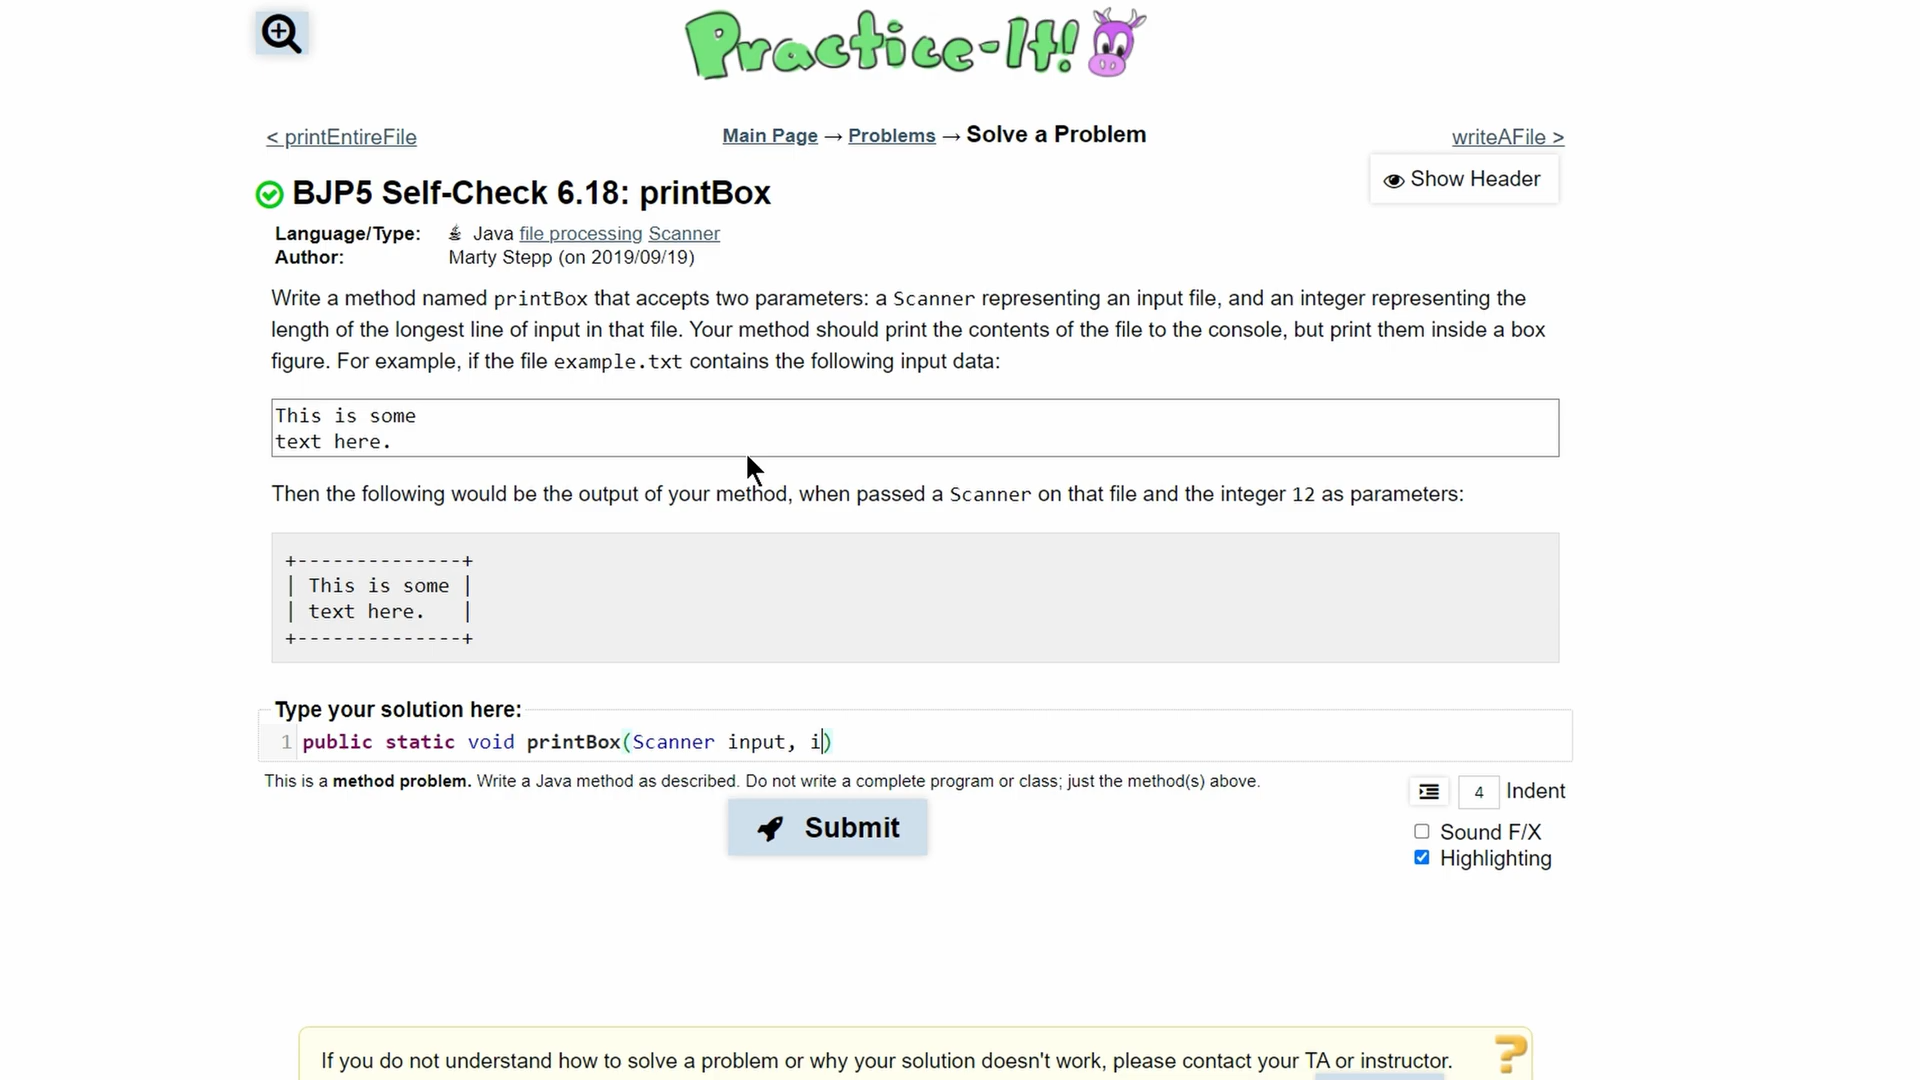 Practice-It!
< printEntireFile
Main Page → Problems → Solve a Problem
writeAFile >
Show Header
BJP5 Self-Check 6.18: printBox
Language/Type: Java file processing Scanner
Author: Marty Stepp (on 2019/09/19)
Write a method named printBox that accepts two parameters: a Scanner representing an input file, and an integer representing the
length of the longest line of input in that file. Your method should print the contents of the file to the console, but print them inside a box
figure. For example, if the file example.txt contains the following input data:
This is some
text here.
Then the following would be the output of your method, when passed a Scanner on that file and the integer 12 as parameters:
+--------------+
| This is some |
| text here.   |
+--------------+
Type your solution here:
1 public static void printBox(Scanner input, i)
This is a method problem. Write a Java method as described. Do not write a complete program or class; just the method(s) above.
4 Indent
Submit
Sound F/X
Highlighting
If you do not understand how to solve a problem or why your solution doesn't work, please contact your TA or instructor.